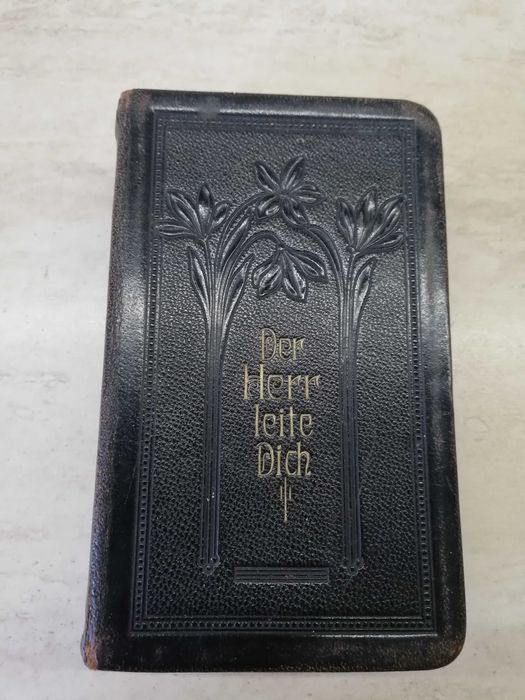 Der
Herr
leite
Dich